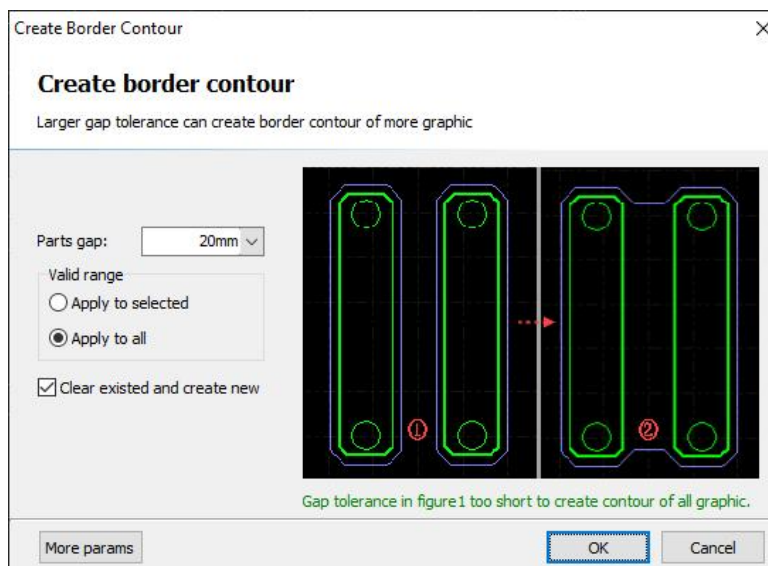 Create Border Contour
Create border contour
Larger gap tolerance can create border contour of more graphic
Parts gap:
20mm
Valid range
Apply to selected
Apply to all
Clear existed and create new
①
②
Gap tolerance in figure1 too short to create contour of all graphic.
More params
OK
Cancel